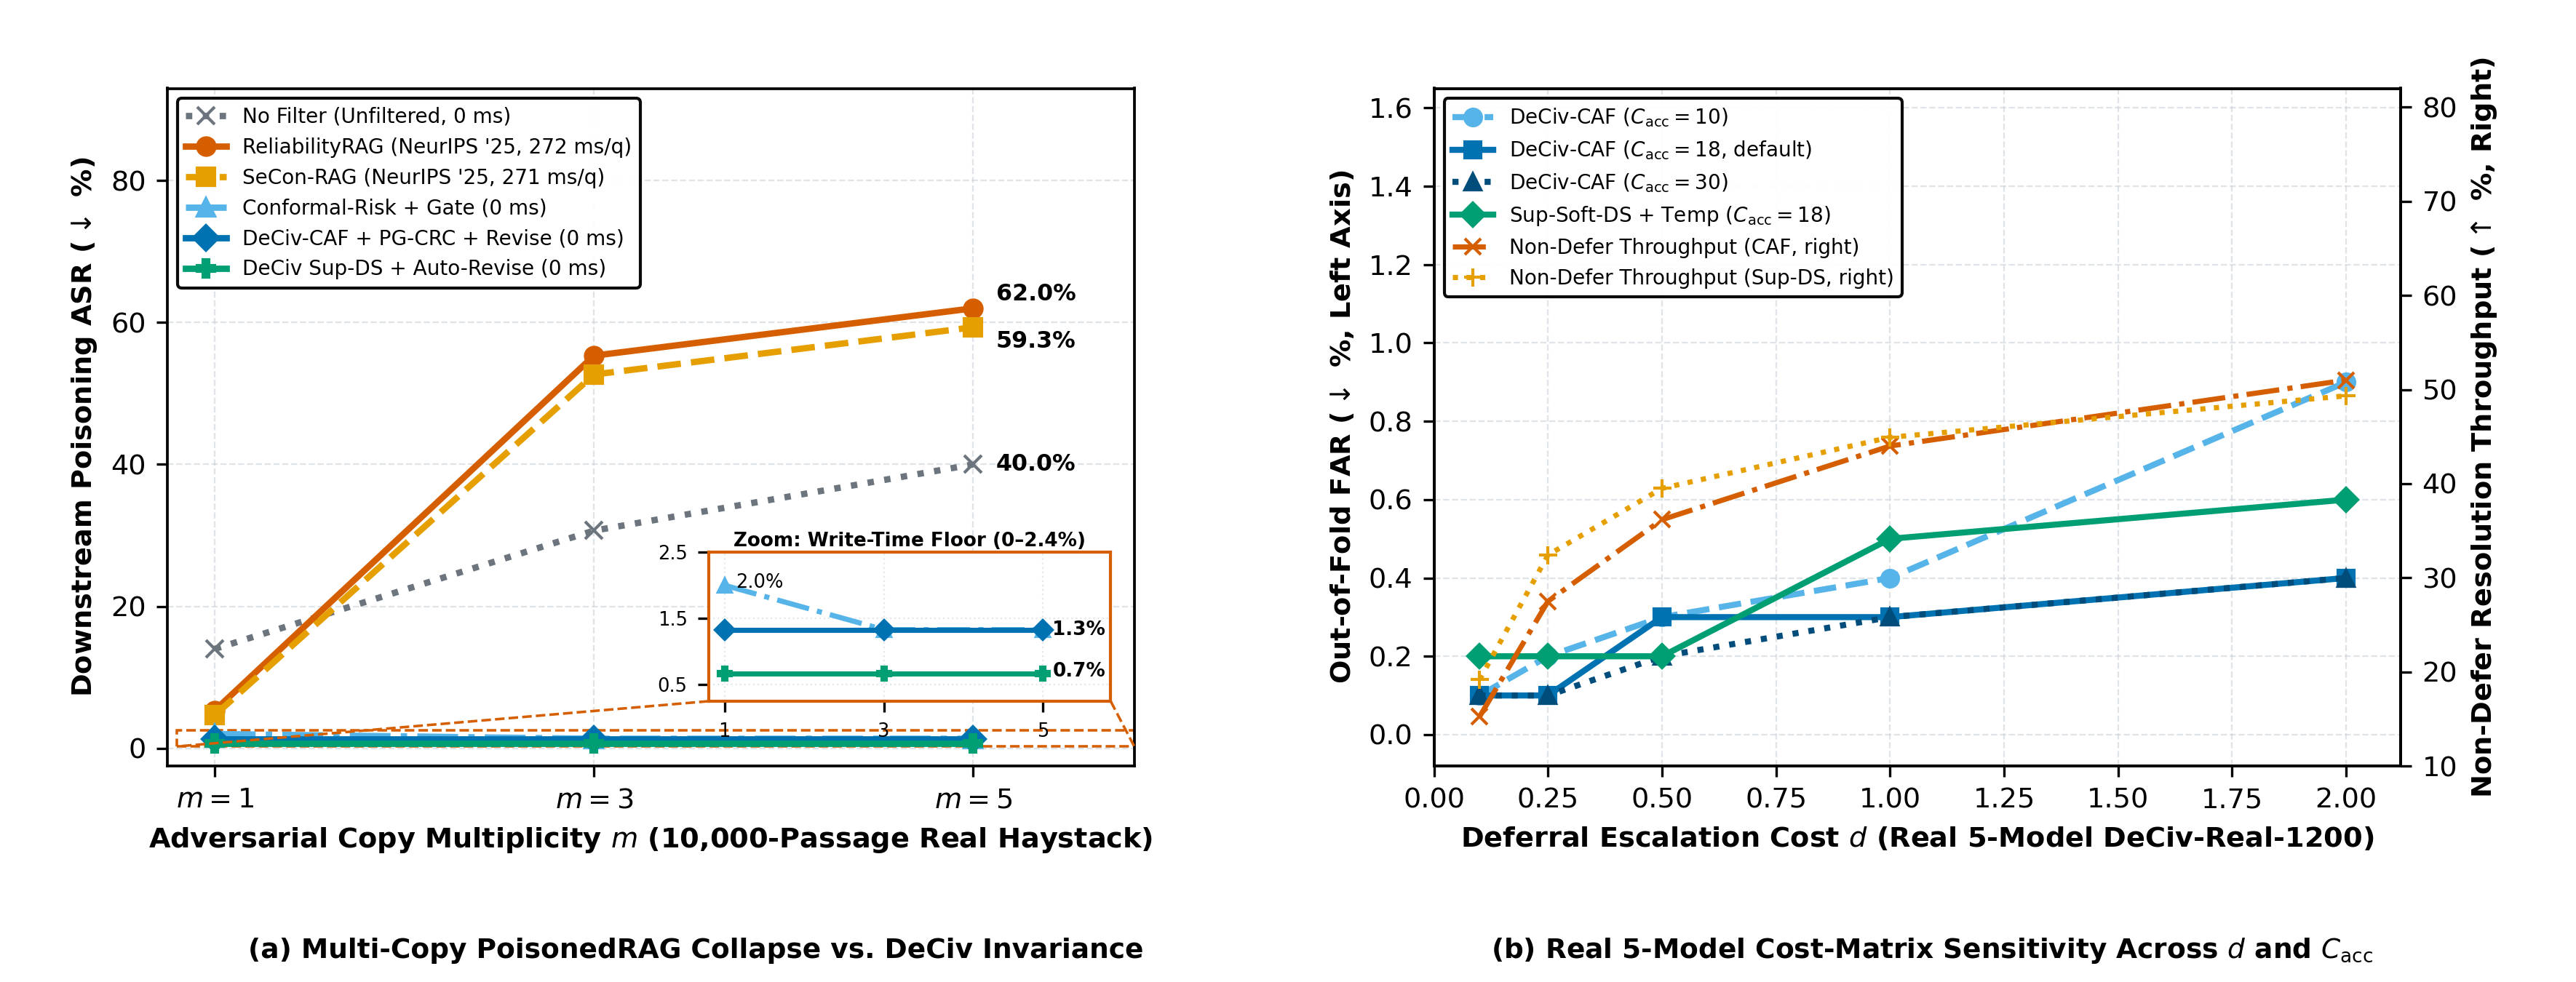 Downstream Poisoning ASR (↓ %)
80
60
40
20
0
No Filter (Unfiltered, 0 ms)
ReliabilityRAG (NeurIPS '25, 272 ms/q)
SeCon-RAG (NeurIPS '25, 271 ms/q)
Conformal-Risk + Gate (0 ms)
DeCiv-CAF + PG-CRC + Revise (0 ms)
DeCiv Sup-DS + Auto-Revise (0 ms)
62.0%
59.3%
40.0%
Zoom: Write-Time Floor (0–2.4%)
2.5
1.5
0.5
2.0%
1.3%
0.7%
1 3 5
m = 1 m = 3 m = 5
Adversarial Copy Multiplicity m (10,000-Passage Real Haystack)
(a) Multi-Copy PoisonedRAG Collapse vs. DeCiv Invariance
Out-of-Fold FAR (↓ %, Left Axis)
1.6
1.4
1.2
1.0
0.8
0.6
0.4
0.2
0.0
DeCiv-CAF (C_acc = 10)
DeCiv-CAF (C_acc = 18, default)
DeCiv-CAF (C_acc = 30)
Sup-Soft-DS + Temp (C_acc = 18)
Non-Defer Throughput (CAF, right)
Non-Defer Throughput (Sup-DS, right)
80
70
60
50
40
30
20
10
Non-Defer Resolution Throughput (↑ %, Right)
0.00 0.25 0.50 0.75 1.00 1.25 1.50 1.75 2.00
Deferral Escalation Cost d (Real 5-Model DeCiv-Real-1200)
(b) Real 5-Model Cost-Matrix Sensitivity Across d and C_acc